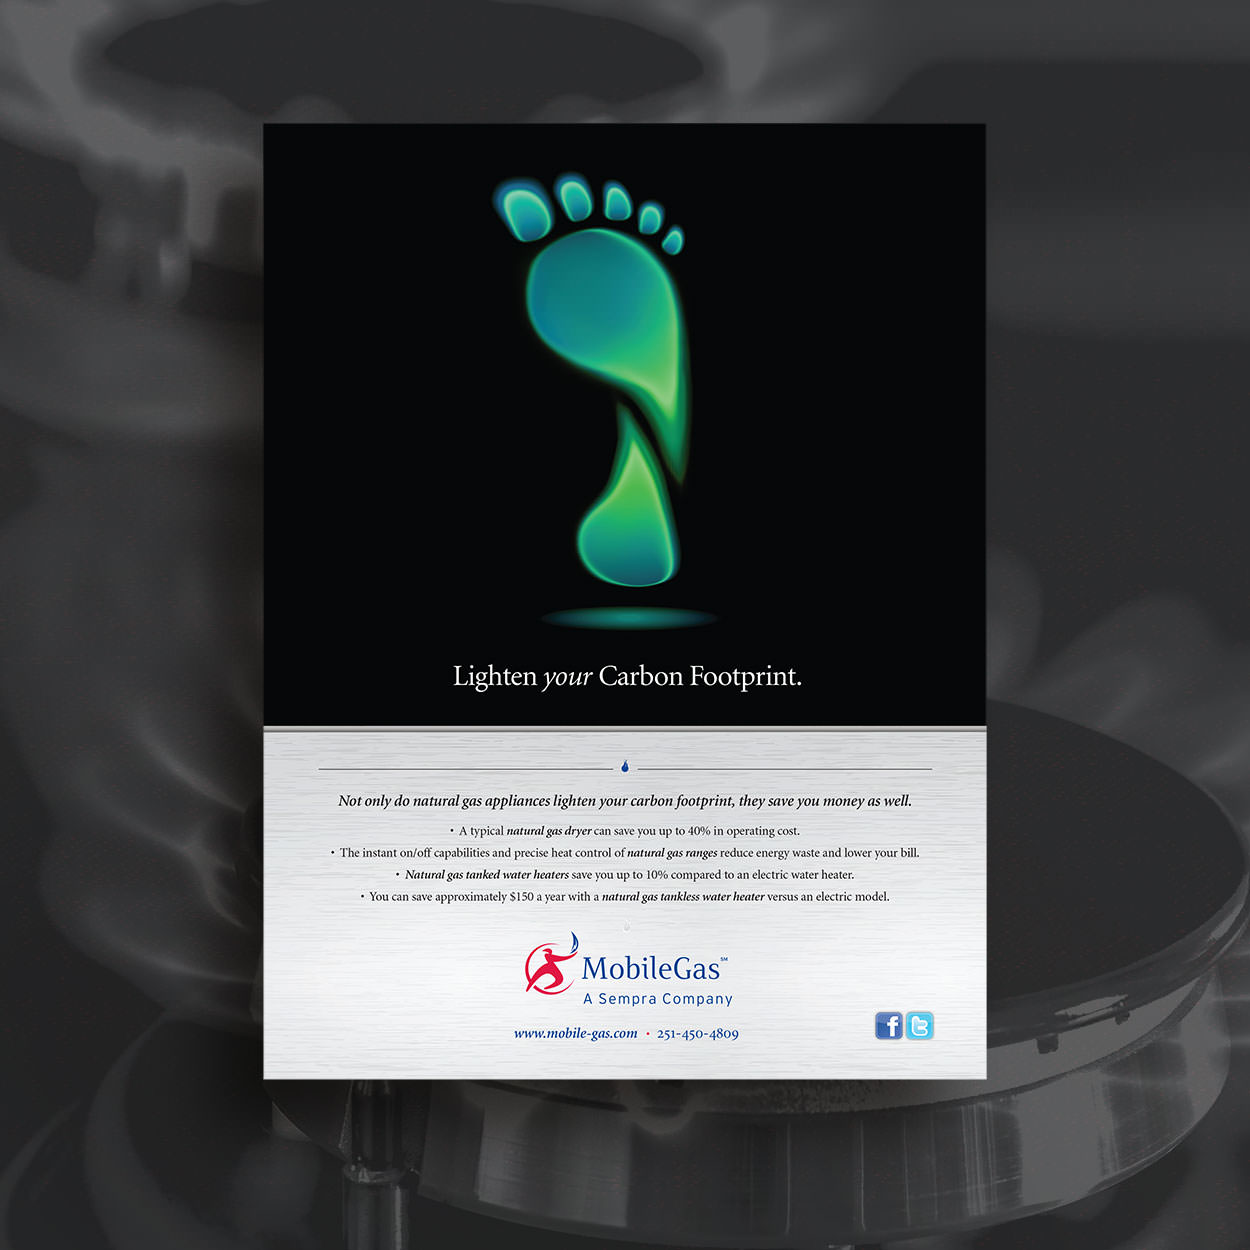 Lighten your Carbon Footprint.
Not only do natural gas appliances lighten your carbon footprint, they save you money as well.
• A typical natural gas dryer can save you up to 40% in operating cost.
• The instant on/off capabilities and precise heat control of natural gas ranges reduce energy waste and lower your bill.
• Natural gas tanked water heaters save you up to 10% compared to an electric water heater.
• You can save approximately $150 a year with a natural gas tankless water heater versus an electric model.
MobileGas℠
A Sempra Company
www.mobile-gas.com • 251-450-4809